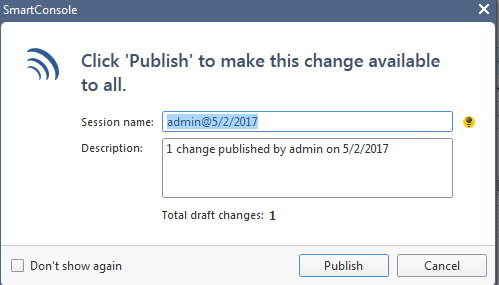 SmartConsole
Click 'Publish' to make this change available
to all.
Session name:
admin@5/2/2017
Description:
1 change published by admin on 5/2/2017
Total draft changes: 1
Don't show again
Publish
Cancel